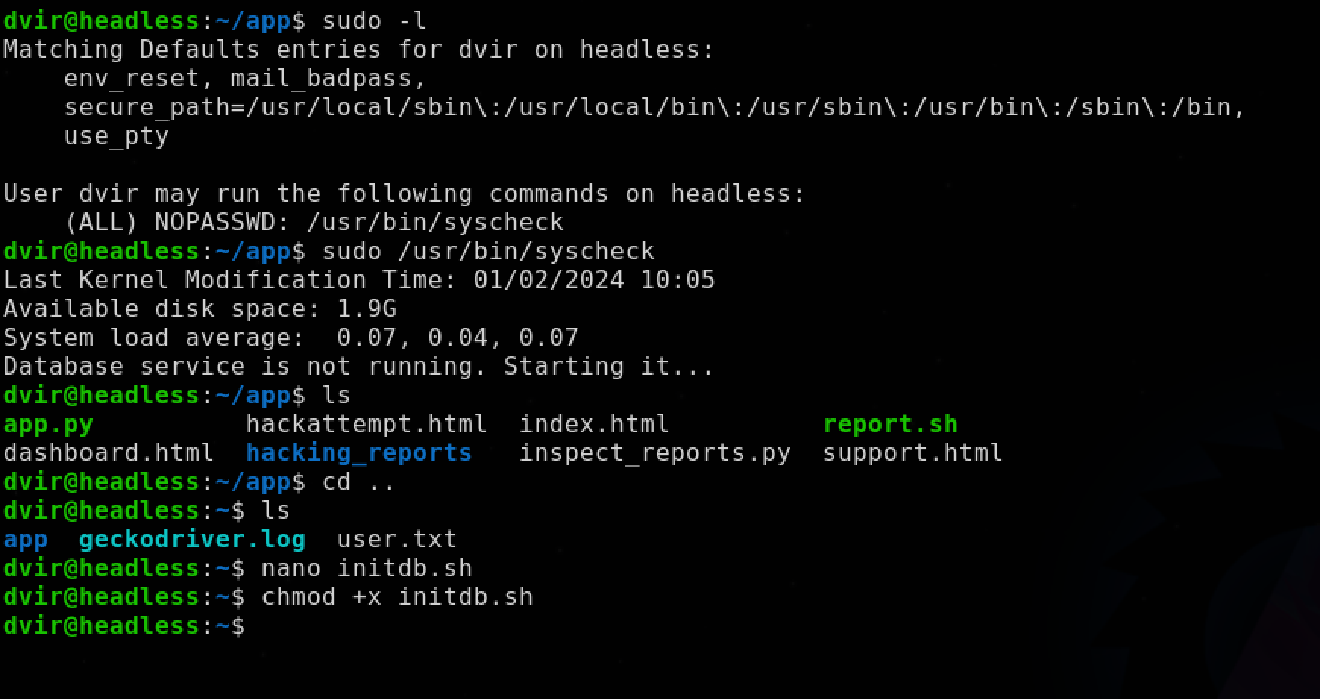 dvir@headless:~/app$ sudo -l
Matching Defaults entries for dvir on headless:
    env_reset, mail_badpass,
    secure_path=/usr/local/sbin\:/usr/local/bin\:/usr/sbin\:/usr/bin\:/sbin\:/bin,
    use_pty

User dvir may run the following commands on headless:
    (ALL) NOPASSWD: /usr/bin/syscheck
dvir@headless:~/app$ sudo /usr/bin/syscheck
Last Kernel Modification Time: 01/02/2024 10:05
Available disk space: 1.9G
System load average:  0.07, 0.04, 0.07
Database service is not running. Starting it...
dvir@headless:~/app$ ls
app.py          hackattempt.html  index.html          report.sh
dashboard.html  hacking_reports   inspect_reports.py  support.html
dvir@headless:~/app$ cd ..
dvir@headless:~$ ls
app  geckodriver.log  user.txt
dvir@headless:~$ nano initdb.sh
dvir@headless:~$ chmod +x initdb.sh
dvir@headless:~$